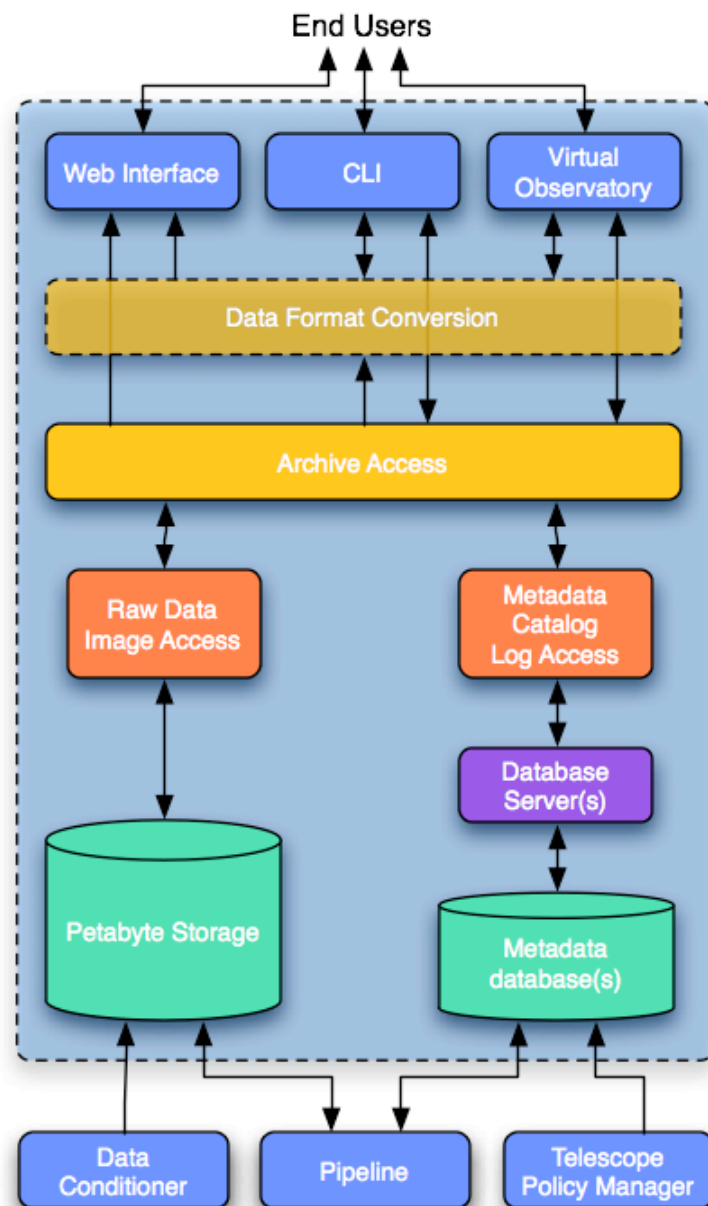 End Users
Web Interface
CLI
Virtual
Observatory
Data Format Conversion
Archive Access
Raw Data
Image Access
Metadata
Catalog
Log Access
Database
Server(s)
Petabyte Storage
Metadata
database(s)
Data
Conditioner
Pipeline
Telescope
Policy Manager